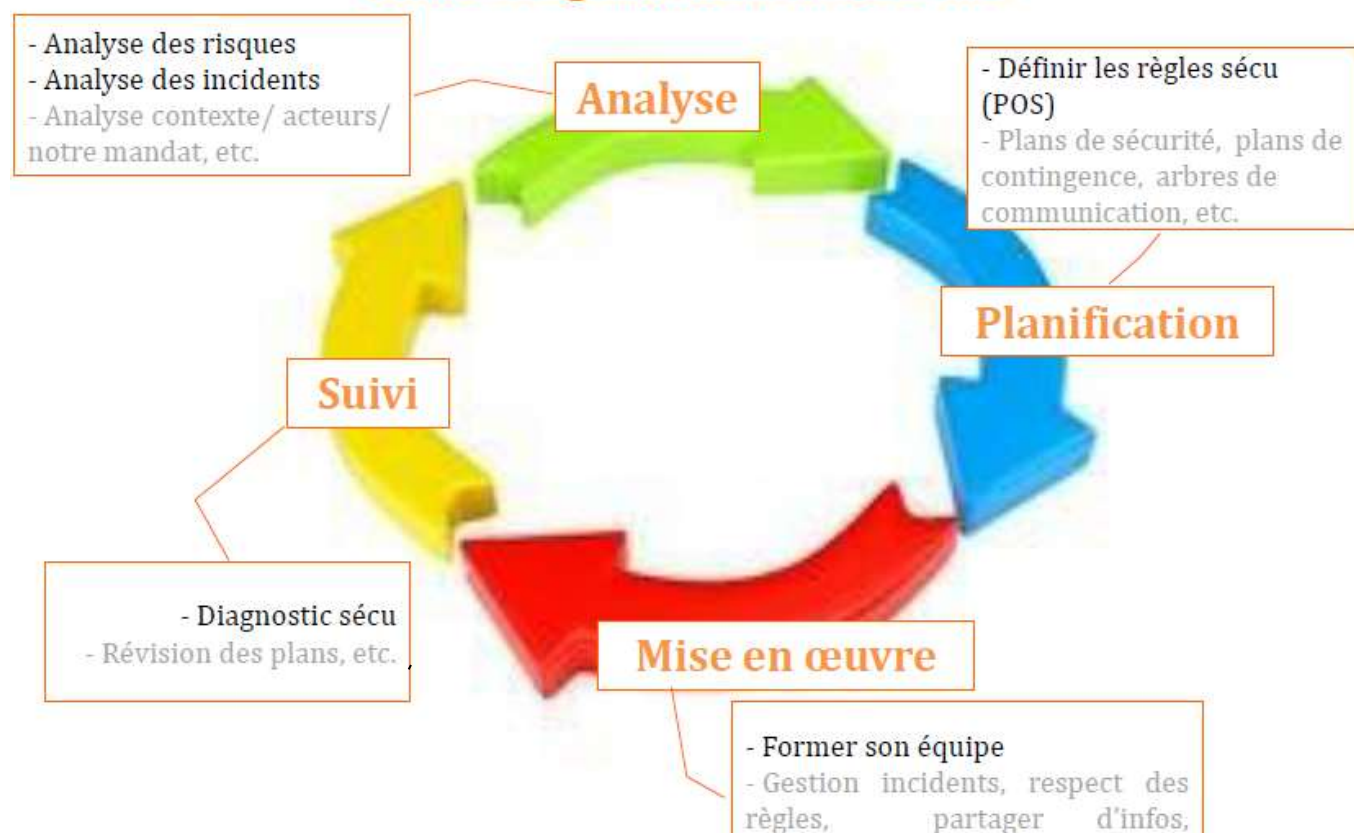 - Analyse des risques
- Analyse des incidents
- Analyse contexte/ acteurs/
notre mandat, etc.
Analyse
- Définir les règles sécu
(POS)
- Plans de sécurité, plans de
contingence, arbres de
communication, etc.
Planification
Suivi
- Diagnostic sécu
- Révision des plans, etc.
Mise en œuvre
- Former son équipe
- Gestion incidents, respect des
règles, partager d'infos,